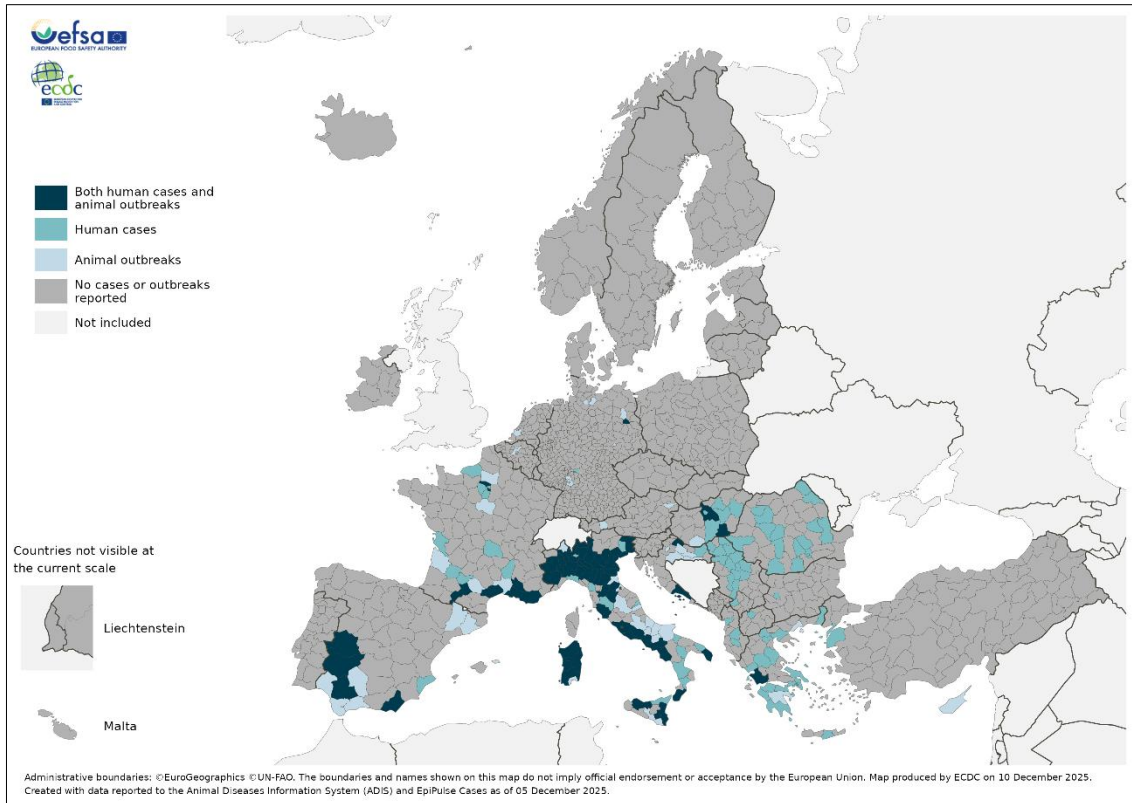 efsa
EUROPEAN FOOD SAFETY AUTHORITY
ecdc
Both human cases and
animal outbreaks
Human cases
Animal outbreaks
No cases or outbreaks
reported
Not included
Countries not visible at
the current scale
Liechtenstein
Malta
Administrative boundaries: ©EuroGeographics ©UN-FAO. The boundaries and names shown on this map do not imply official endorsement or acceptance by the European Union. Map produced by ECDC on 10 December 2025.
Created with data reported to the Animal Diseases Information System (ADIS) and EpiPulse Cases as of 05 December 2025.